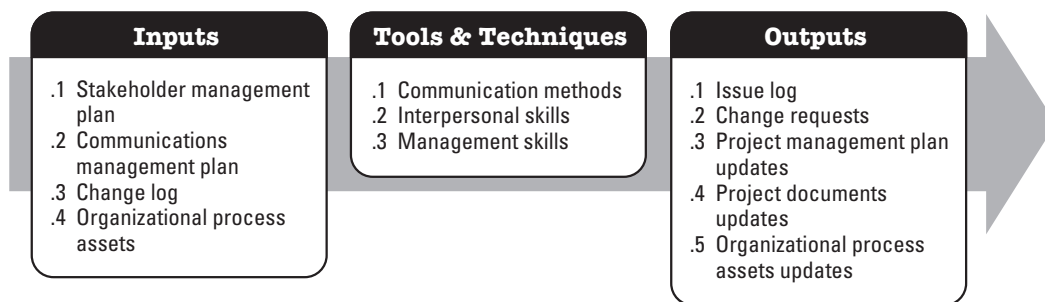 Inputs
.1 Stakeholder management
plan
.2 Communications
management plan
.3 Change log
.4 Organizational process
assets
Tools & Techniques
.1 Communication methods
.2 Interpersonal skills
.3 Management skills
Outputs
.1 Issue log
.2 Change requests
.3 Project management plan
updates
.4 Project documents
updates
.5 Organizational process
assets updates